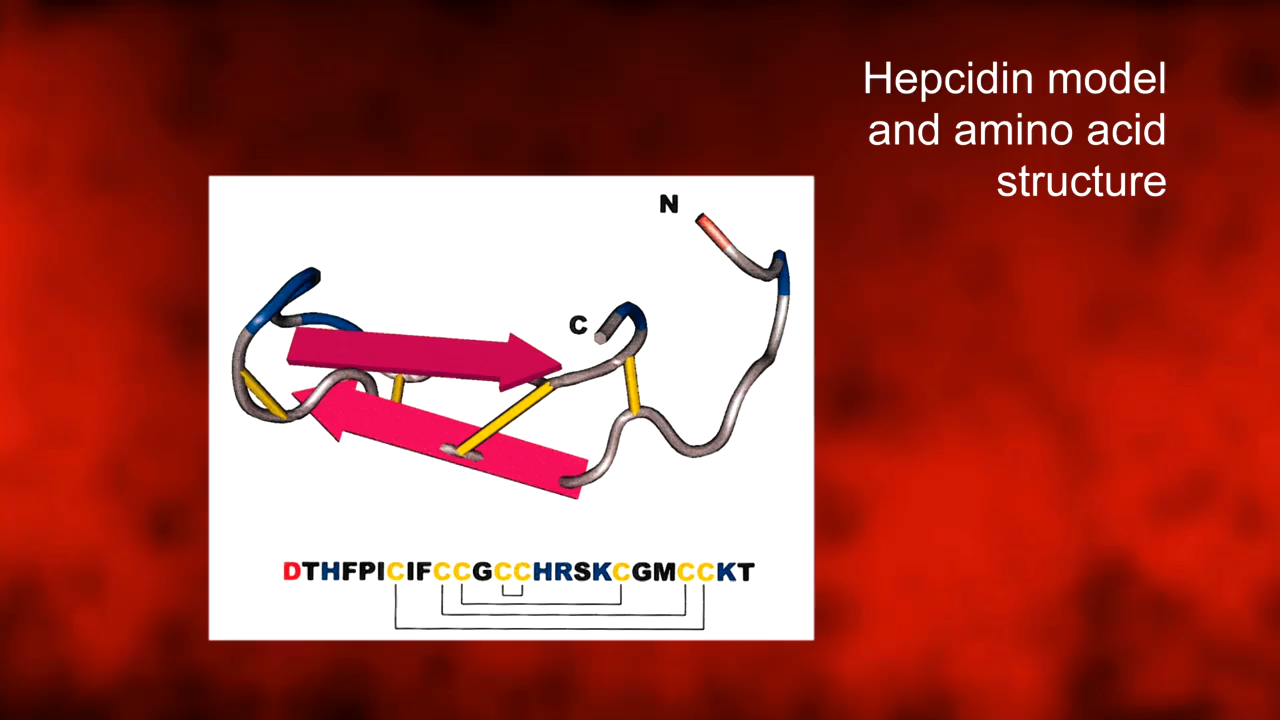 Hepcidin model
and amino acid
structure
N
C
DTHFPICIFCCGCCHRSKCGMCCKT